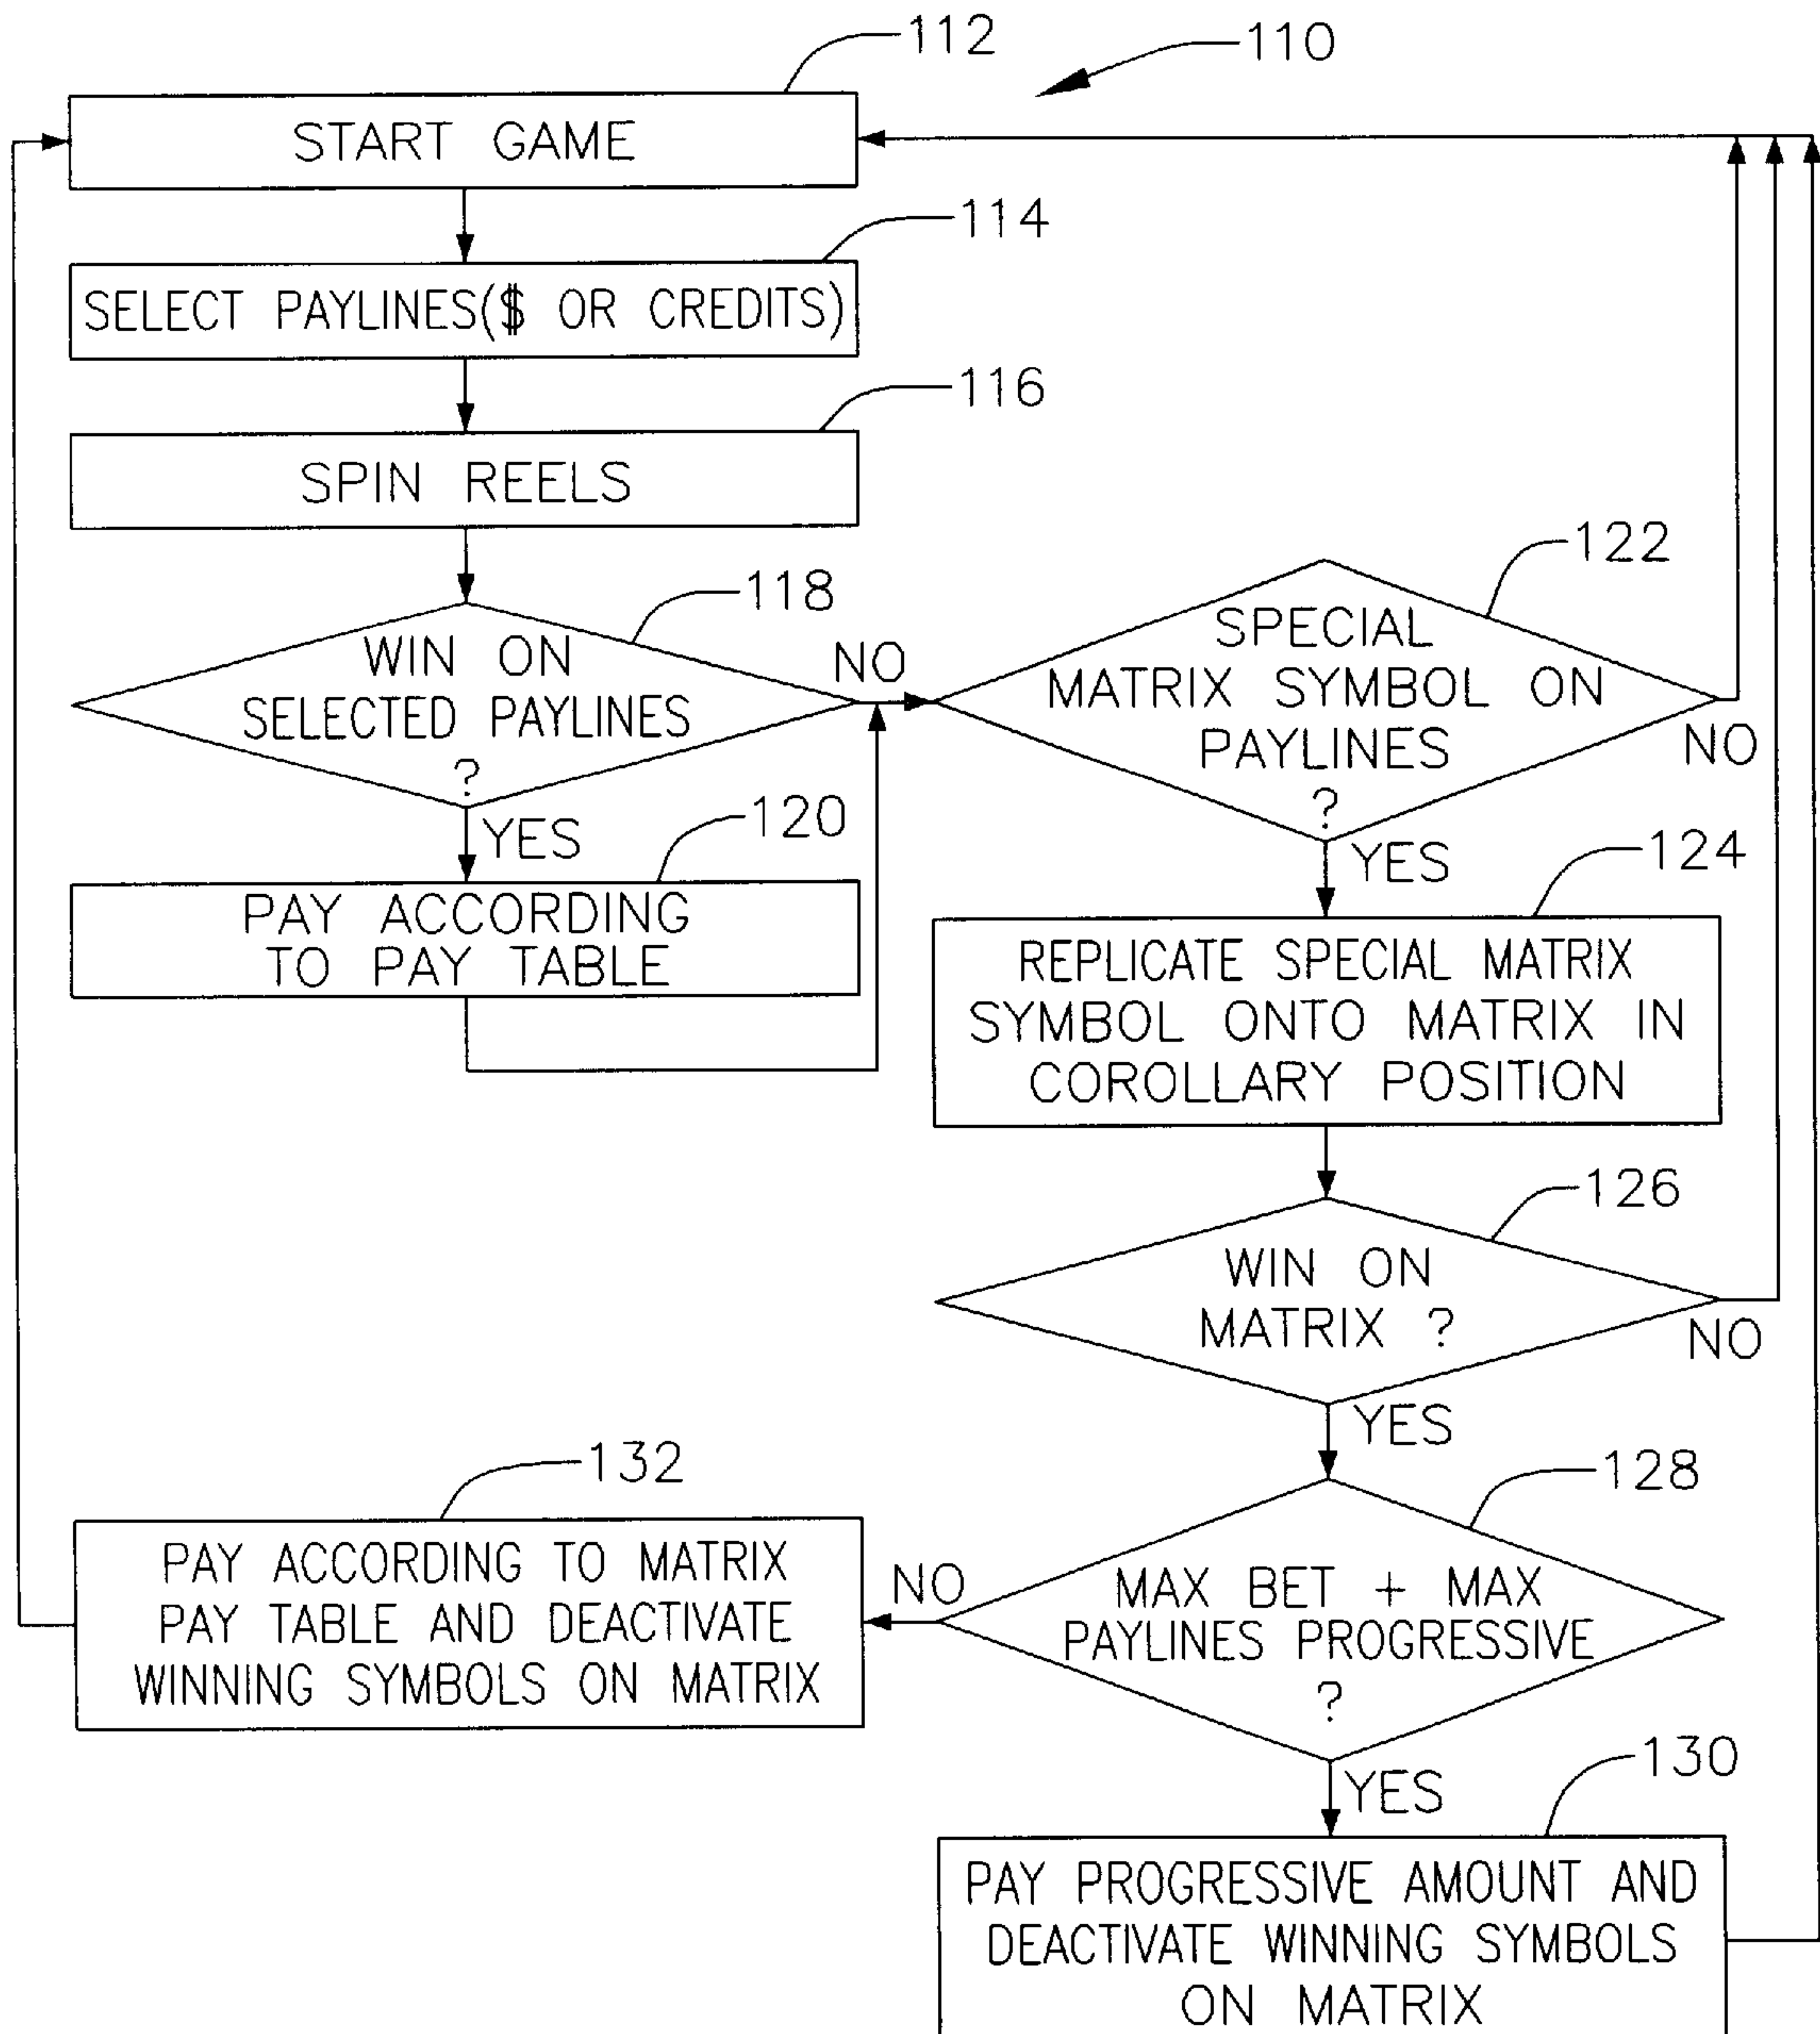 112
110
START GAME
114
SELECT PAYLINES($ OR CREDITS)
116
SPIN REELS
118
WIN ON
SELECTED PAYLINES
?
NO
YES
120
PAY ACCORDING
TO PAY TABLE
122
SPECIAL
MATRIX SYMBOL ON
PAYLINES
?
NO
YES
124
REPLICATE SPECIAL MATRIX
SYMBOL ONTO MATRIX IN
COROLLARY POSITION
126
WIN ON
MATRIX ?
NO
YES
128
MAX BET + MAX
PAYLINES PROGRESSIVE
?
NO
YES
132
PAY ACCORDING TO MATRIX
PAY TABLE AND DEACTIVATE
WINNING SYMBOLS ON MATRIX
130
PAY PROGRESSIVE AMOUNT AND
DEACTIVATE WINNING SYMBOLS
ON MATRIX